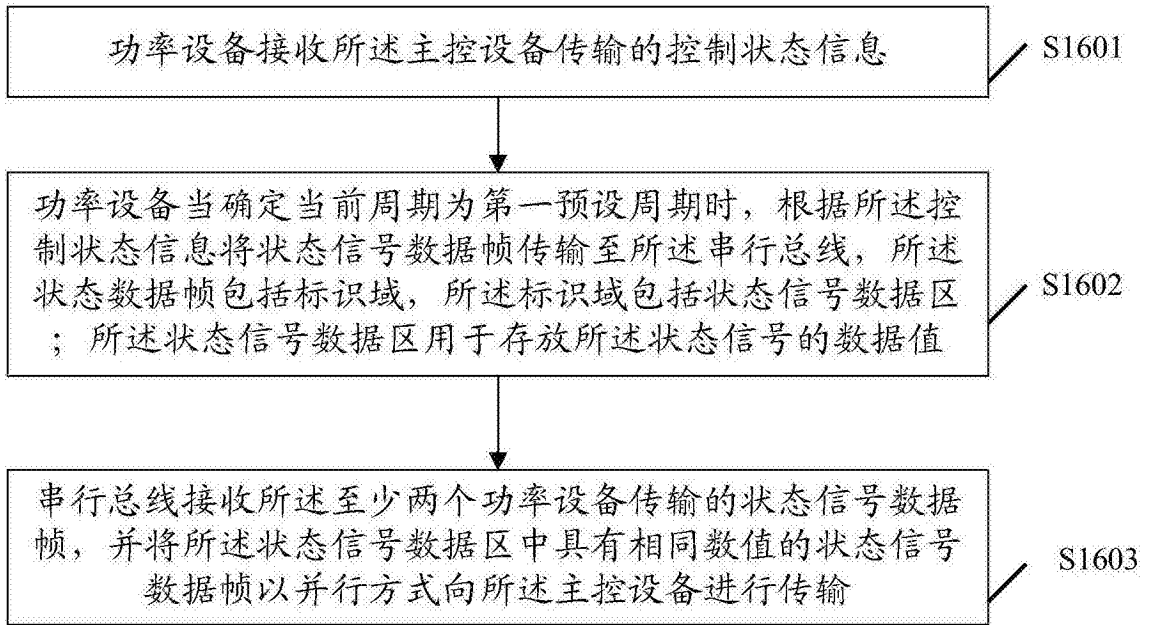 功率设备接收所述主控设备传输的控制状态信息
S1601
功率设备当确定当前周期为第一预设周期时，根据所述控
制状态信息将状态信号数据帧传输至所述串行总线，所述
状态数据帧包括标识域，所述标识域包括状态信号数据区
；所述状态信号数据区用于存放所述状态信号的数据值
S1602
串行总线接收所述至少两个功率设备传输的状态信号数据
帧，并将所述状态信号数据区中具有相同数值的状态信号
数据帧以并行方式向所述主控设备进行传输
S1603